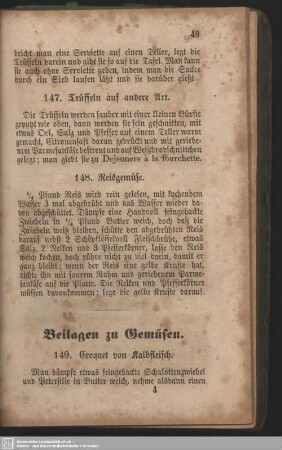 49
bricht man eine Serviette auf einen Teller, legt die
Trüffeln darein und gibt sie so auf die Tafel. Man kann
sie auch ohne Serviette geben, indem man die Sauce
durch ein Sieb laufen läßt und sie darüber gießt.
147. Trüffeln auf andere Art.
Die Trüffeln werden sauber mit einer kleinen Bürste
geputzt wie oben, dann werden sie fein geschnitten, mit
etwas Oel, Salz und Pfeffer auf einem Teller warm
gemacht, Citronensaft daran gedrückt und mit gerie-
benem Parmesankäse bestreut und auf Weißbrodschnittchen
gelegt; man giebt sie zu Dejeuners à la fourchette.
148. Reisgemüse.
¼ Pfund Reis wird rein gelesen, mit kochendem
Wasser 3 mal abgebrüht und das Wasser wieder da-
von abgeschüttet. Dämpfe eine Handvoll feingehackte
Zwiebeln in ¼ Pfund Butter weich, doch daß die
Zwiebeln weiß bleiben, schütte den abgebrühten Reis
darauf nebst 2 Schöpflöffelvoll Fleischbrühe, etwas
Salz, 2 Nelken und 3 Pfefferkörner, lasse den Reis
weich kochen, doch rühre nicht zu viel darin, damit er
ganz bleibt; wenn der Reis eine gelbe Kruste hat,
richte ihn mit sauern Rahm und geriebenem Parme-
sankäse auf die Platte. Die Nelken und Pfefferkörner
müssen davonkommen; lege die gelbe Kruste darauf.
Beilagen zu Gemüsen.
149. Croquet von Kalbfleisch.
Man dämpfe etwas feingehackte Schalottenzwiebel
und Petersilie in Butter weich, nehme alsdann einen
4